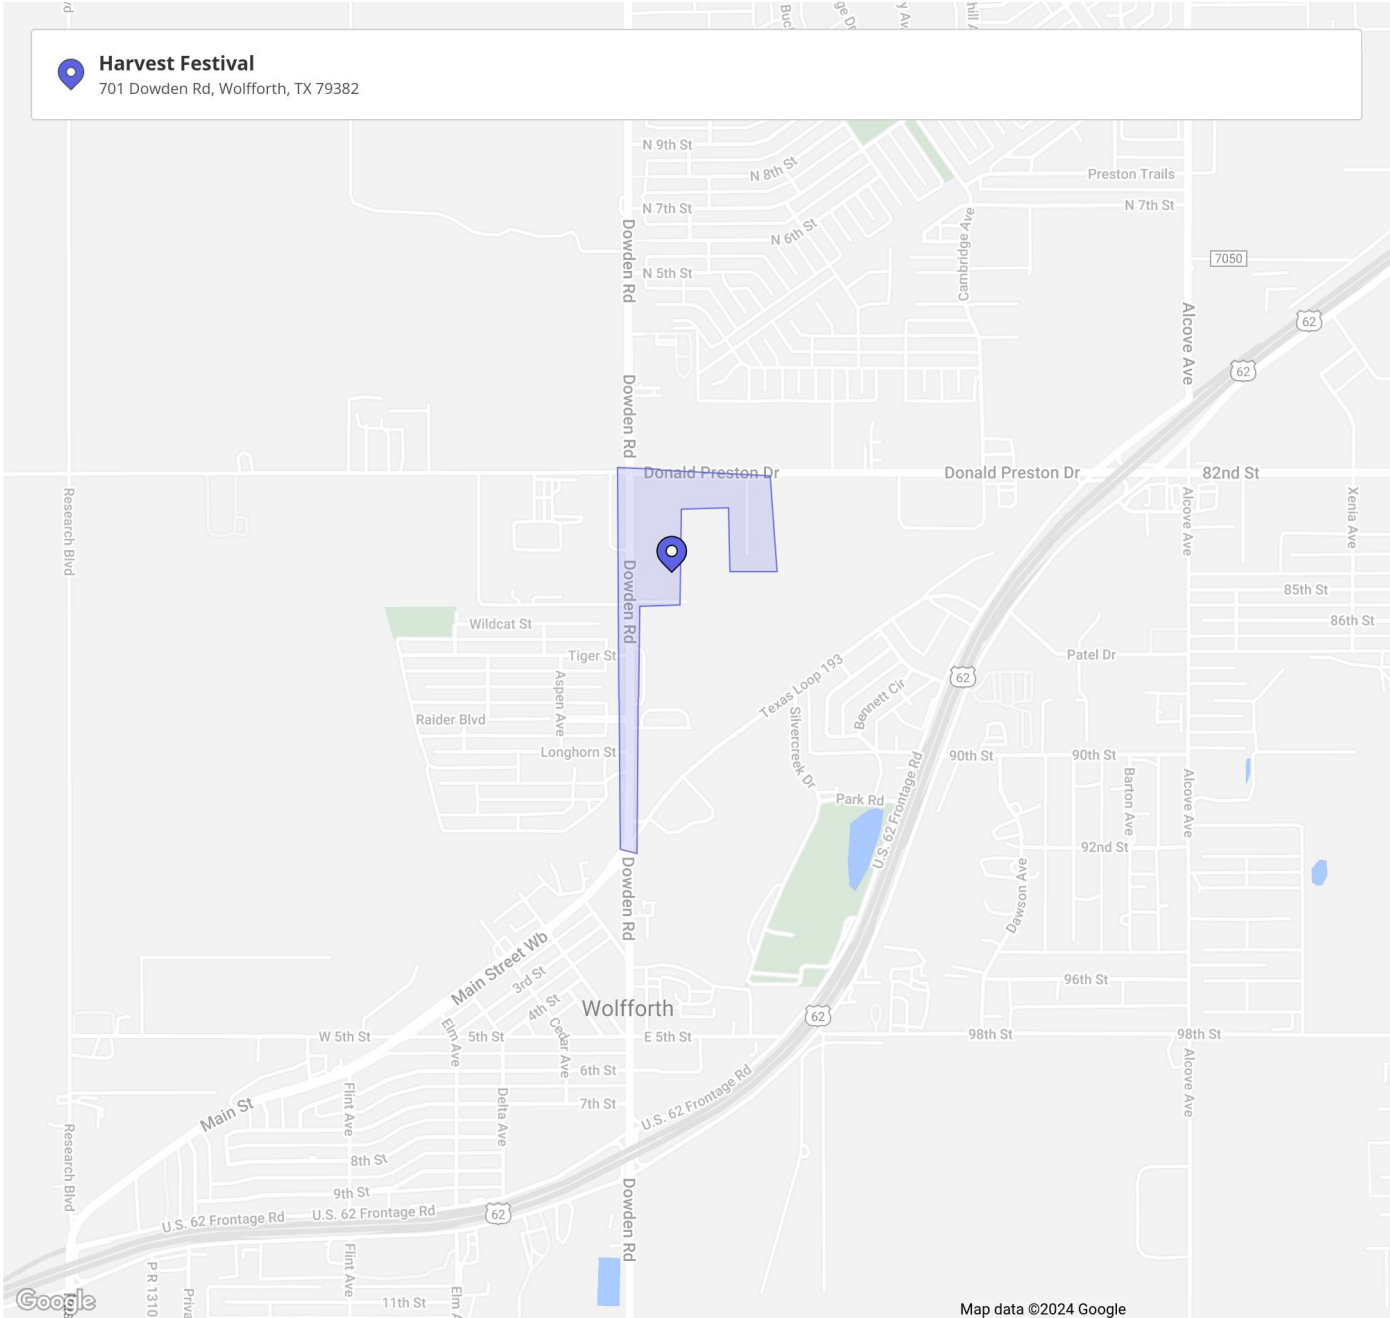 Harvest Festival
701 Dowden Rd, Wolfforth, TX 79382
N 9th St
N 8th St
Preston Trails
N 7th St
N 7th St
N 6th St
Cambridge Ave
Dowden Rd
N 5th St
7050
62
Alcove Ave
62
Dowden Rd
Donald Preston Dr
Donald Preston Dr
82nd St
Research Blvd
Alcove Ave
Xenia Ave
Dowden Rd
85th St
86th St
Wildcat St
Tiger St
Patel Dr
Texas Loop 193
62
Aspen Ave
Bennett Cir
Silvercreek Dr
Raider Blvd
Longhorn St
90th St
90th St
Park Rd
U.S. 62 Frontage Rd
Barton Ave
Alcove Ave
92nd St
Dowden Rd
Dawson Ave
Main Street Wb
3rd St
4th St
96th St
Wolfforth
62
W 5th St
Elm Ave
5th St
Cedar Ave
E 5th St
98th St
98th St
6th St
Alcove Ave
Main St
Flint Ave
Delta Ave
7th St
U.S. 62 Frontage Rd
Research Blvd
8th St
9th St
U.S. 62 Frontage Rd
U.S. 62 Frontage Rd
62
Dowden Rd
P R 1310
Flint Ave
11th St
Google
Map data ©2024 Google